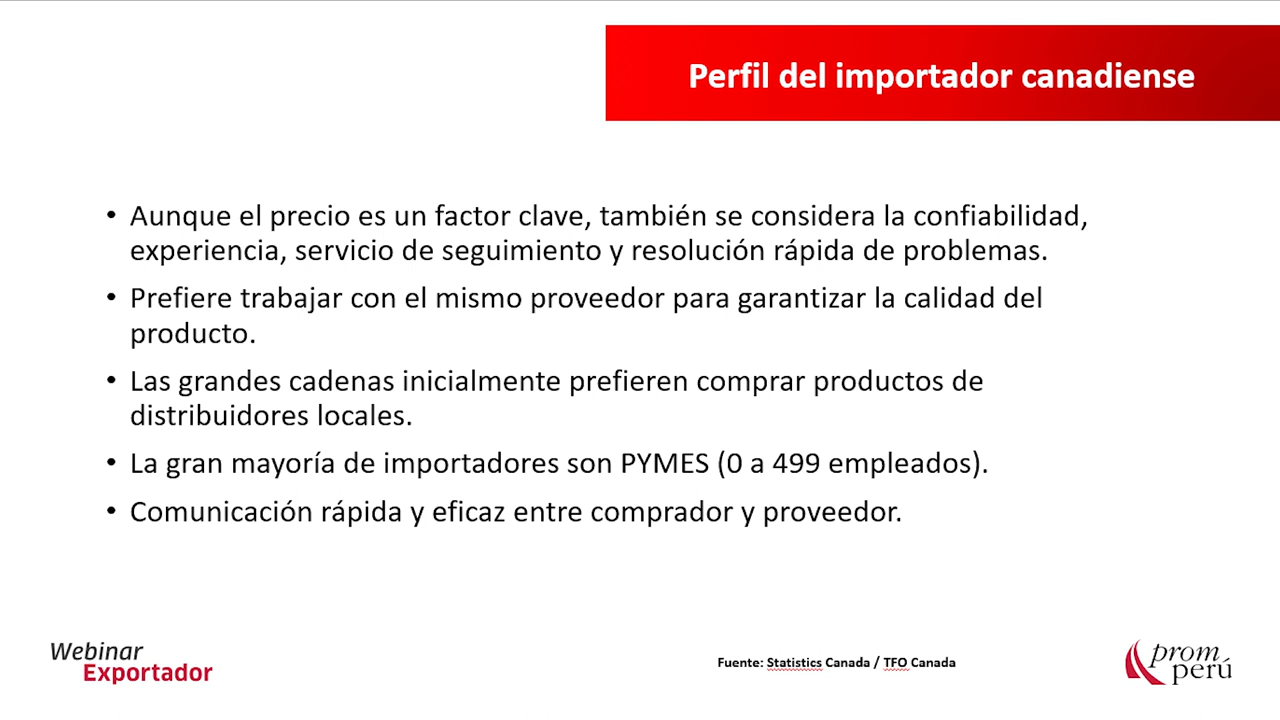 Perfil del importador canadiense
• Aunque el precio es un factor clave, también se considera la confiabilidad,
experiencia, servicio de seguimiento y resolución rápida de problemas.
• Prefiere trabajar con el mismo proveedor para garantizar la calidad del
producto.
• Las grandes cadenas inicialmente prefieren comprar productos de
distribuidores locales.
• La gran mayoría de importadores son PYMES (0 a 499 empleados).
• Comunicación rápida y eficaz entre comprador y proveedor.
Webinar
Exportador
Fuente: Statistics Canada / TFO Canada
prom
perú